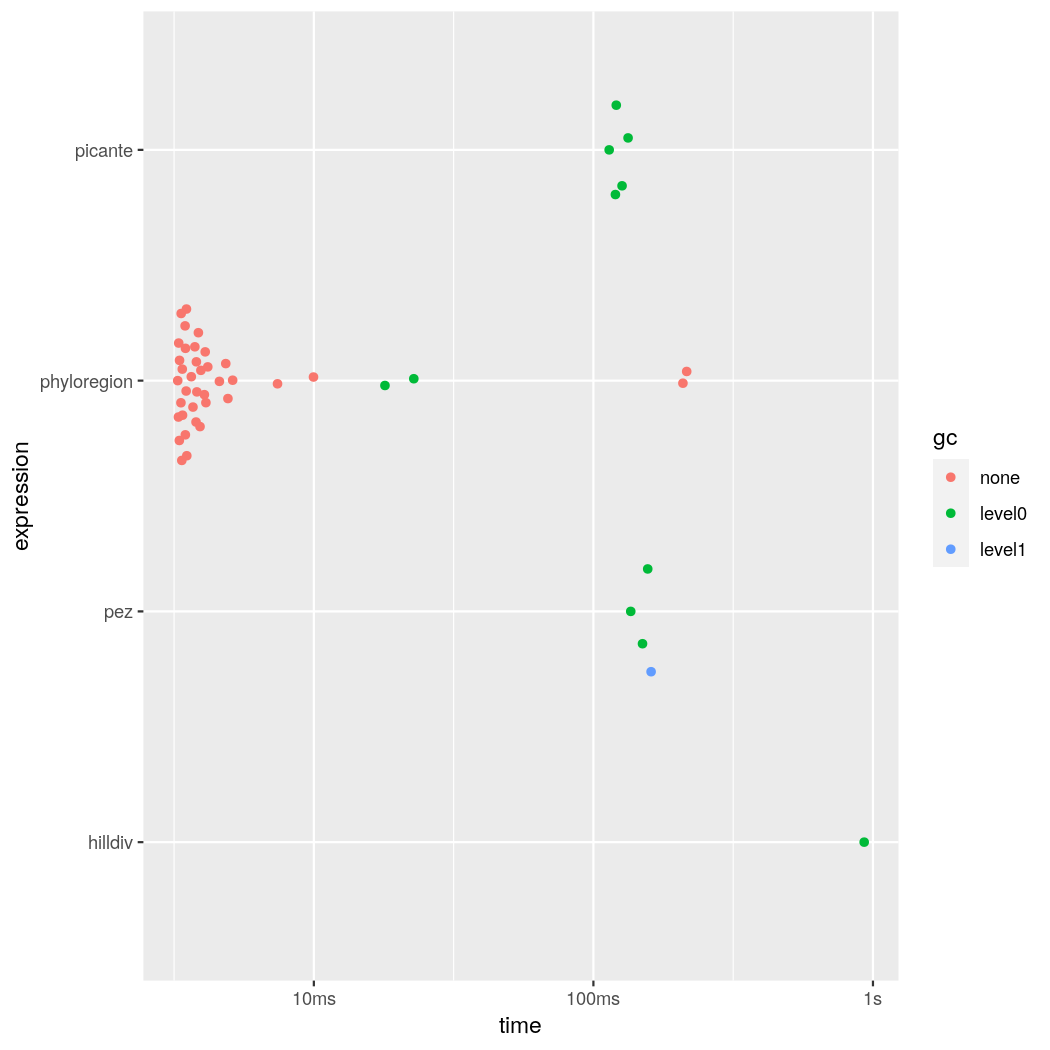 picante
phyloregion
pez
hilldiv
expression
10ms
100ms
1s
time
gc
none
level0
level1